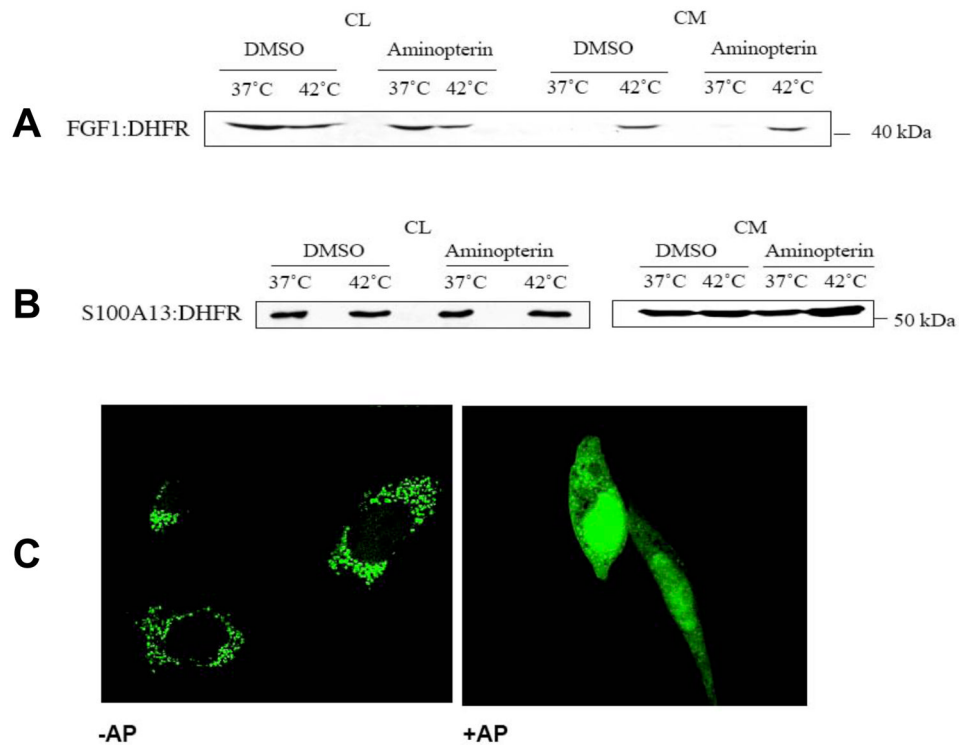 CL CM
DMSO Aminopterin DMSO Aminopterin
37˚C 42˚C 37˚C 42˚C 37˚C 42˚C 37˚C 42˚C
A FGF1:DHFR 40 kDa
CL CM
DMSO Aminopterin DMSO Aminopterin
37˚C 42˚C 37˚C 42˚C 37˚C 42˚C 37˚C 42˚C
B S100A13:DHFR 50 kDa
C
-AP +AP